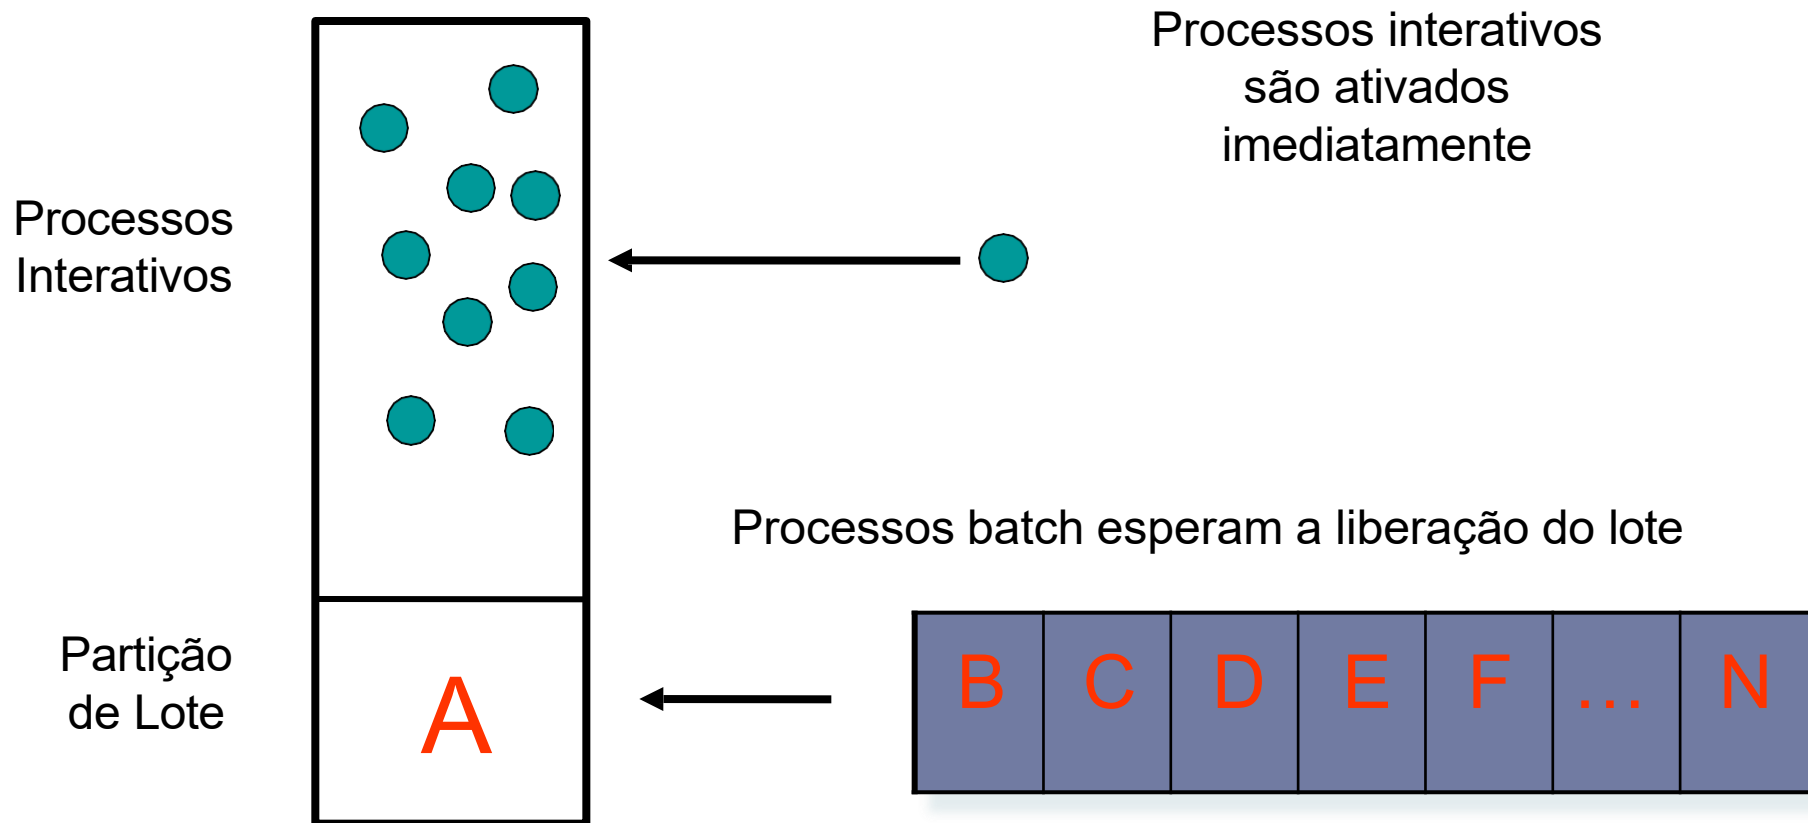 Processos interativos
são ativados
imediatamente
Processos
Interativos
Processos batch esperam a liberação do lote
Partição
de Lote
A
B C D E F ... N